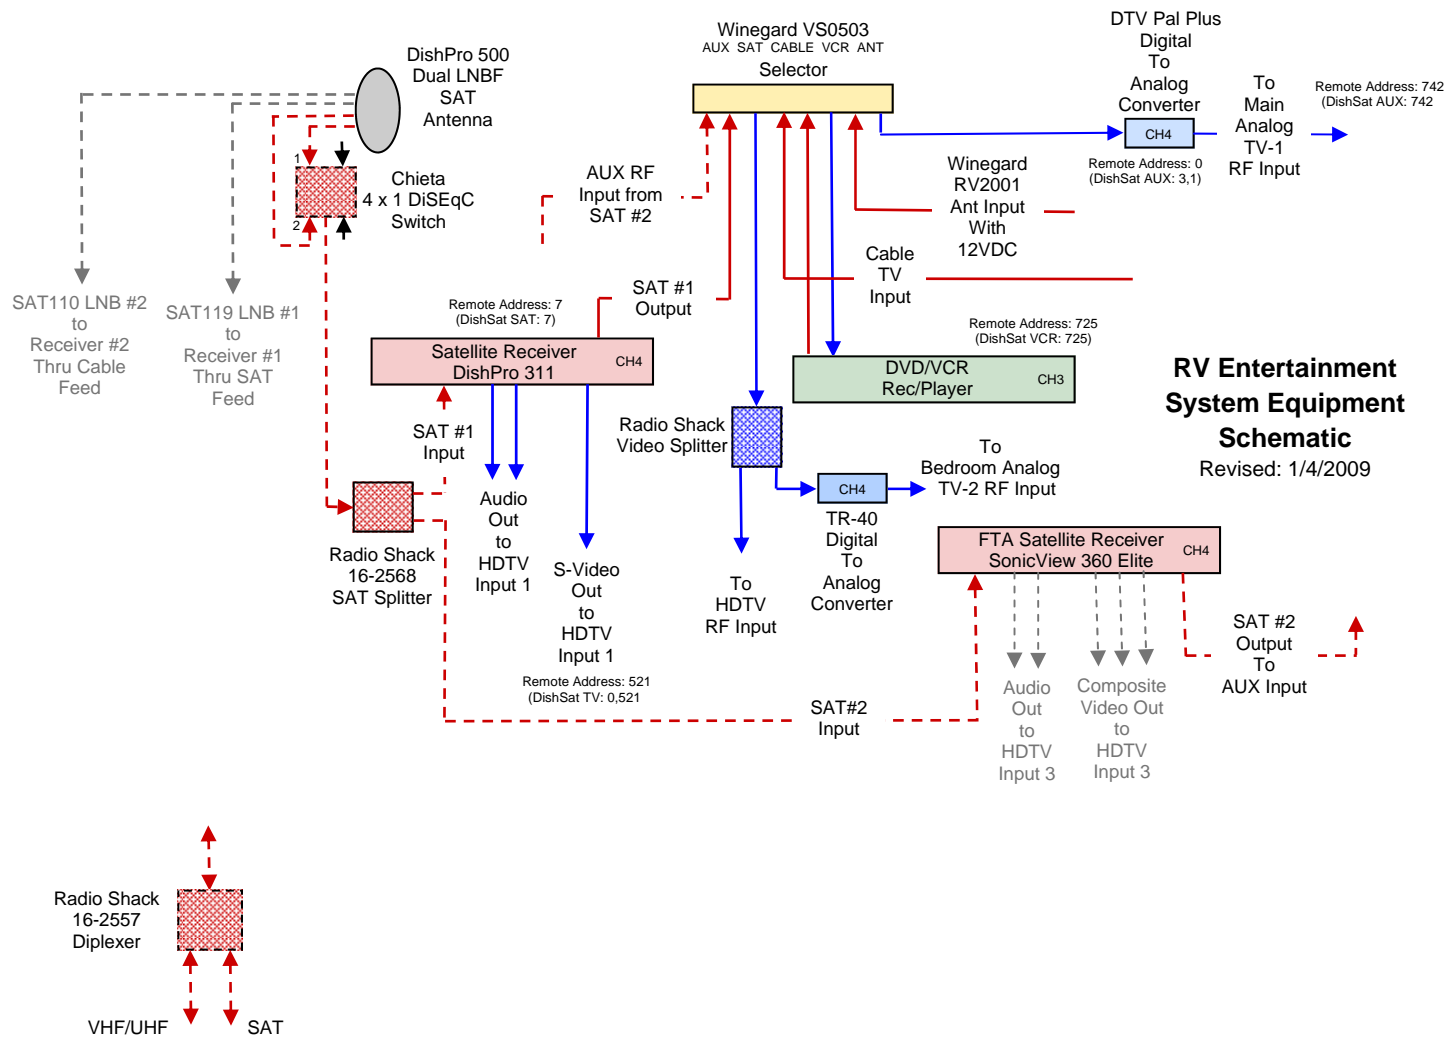 DishPro 500
Dual LNBF
SAT
Antenna
Winegard VS0503
AUX SAT CABLE VCR ANT
Selector
DTV Pal Plus
Digital
To
Analog
Converter
CH4
Remote Address: 0
(DishSat AUX: 3,1)
To
Main
Analog
TV-1
RF Input
Remote Address: 742
(DishSat AUX: 742
1
2
Chieta
4 x 1 DiSEqC
Switch
AUX RF
Input from
SAT #2
Winegard
RV2001
Ant Input
With
12VDC
Cable
TV
Input
SAT110 LNB #2
to
Receiver #2
Thru Cable
Feed
SAT119 LNB #1
to
Receiver #1
Thru SAT
Feed
SAT #1
Output
Remote Address: 7
(DishSat SAT: 7)
Satellite Receiver
DishPro 311
CH4
Remote Address: 725
(DishSat VCR: 725)
DVD/VCR
Rec/Player
CH3
RV Entertainment
System Equipment
Schematic
Revised: 1/4/2009
SAT #1
Input
Radio Shack
Video Splitter
To
Bedroom Analog
TV-2 RF Input
CH4
TR-40
Digital
To
Analog
Converter
Radio Shack
16-2568
SAT Splitter
Audio
Out
to
HDTV
Input 1
S-Video
Out
to
HDTV
Input 1
Remote Address: 521
(DishSat TV: 0,521
To
HDTV
RF Input
FTA Satellite Receiver
SonicView 360 Elite
CH4
SAT #2
Output
To
AUX Input
Audio
Out
to
HDTV
Input 3
Composite
Video Out
to
HDTV
Input 3
SAT#2
Input
Radio Shack
16-2557
Diplexer
VHF/UHF
SAT